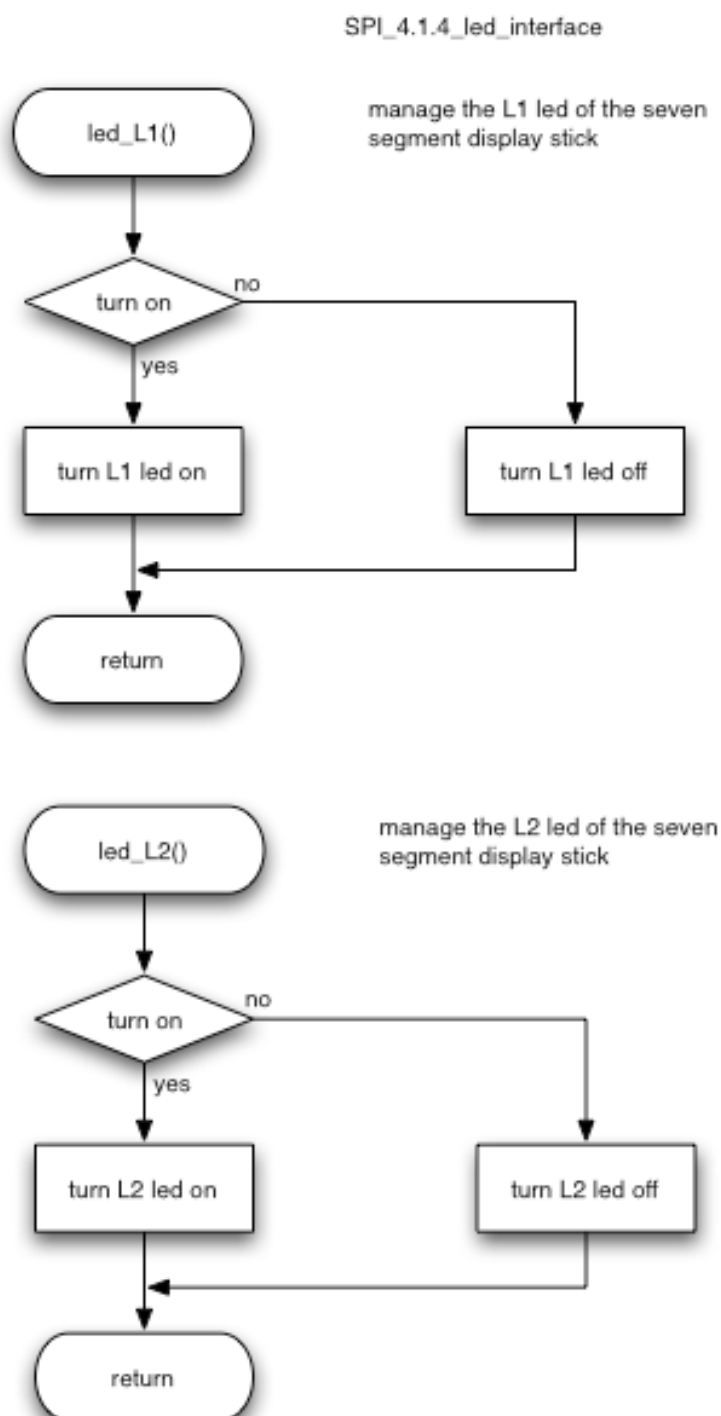 SPI_4.1.4_led_interface
led_L1()
manage the L1 led of the seven
segment display stick
turn on
no
yes
turn L1 led on
turn L1 led off
return
led_L2()
manage the L2 led of the seven
segment display stick
turn on
no
yes
turn L2 led on
turn L2 led off
return